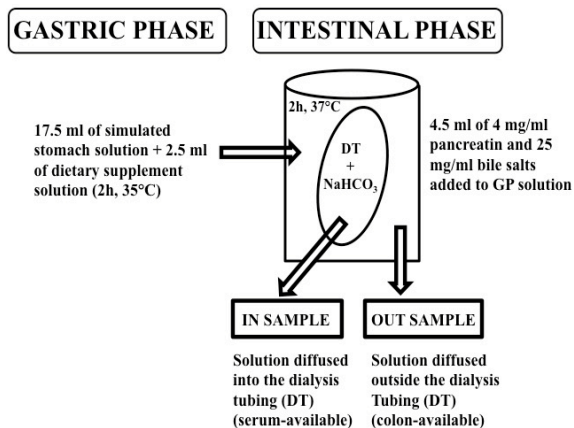 GASTRIC PHASE
INTESTINAL PHASE
17.5 ml of simulated
stomach solution + 2.5 ml
of dietary supplement
solution (2h, 35°C)
2h, 37°C
DT
+
NaHCO₃
4.5 ml of 4 mg/ml
pancreatin and 25
mg/ml bile salts
added to GP solution
IN SAMPLE
OUT SAMPLE
Solution diffused
into the dialysis
tubing (DT)
(serum-available)
Solution diffused
outside the dialysis
Tubing (DT)
(colon-available)